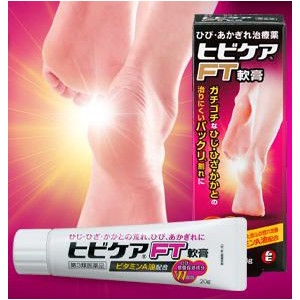 ひび・あかぎれ治療薬
ヒビケア
FT軟膏
ガチゴチな
ひじ・ひざ・かかとの
治りにくい
パックリ割れに
ひじ・ひざ・かかとの荒れ、ひび、あかぎれに
ヒビケアFT軟膏
第3類医薬品
ビタミンA油配合
20g